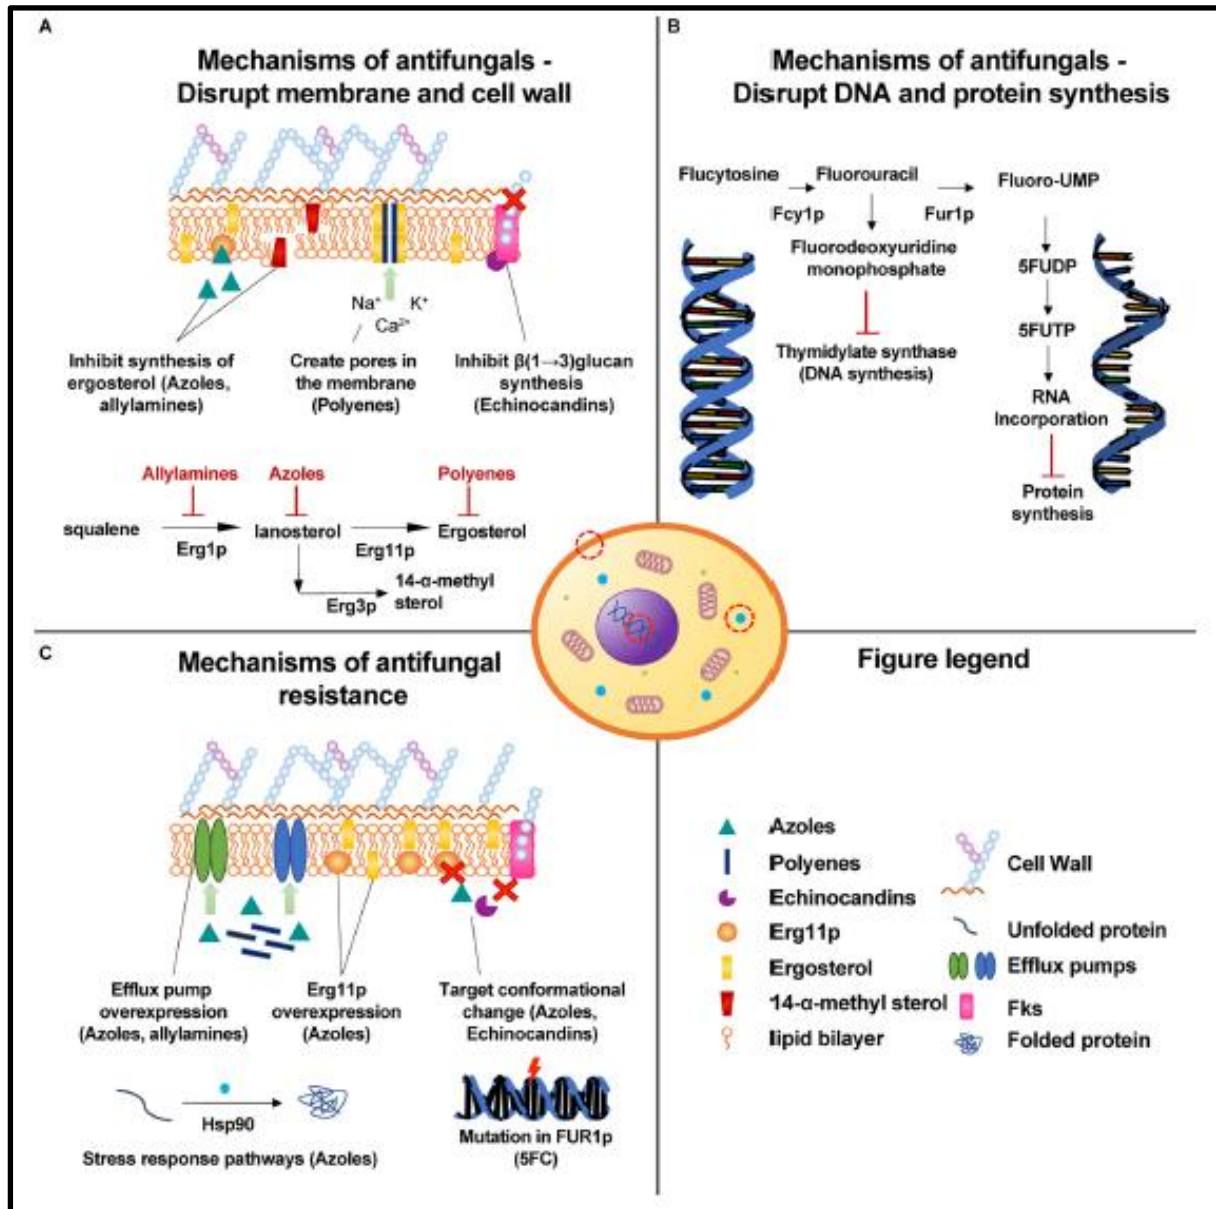 A
Mechanisms of antifungals -
Disrupt membrane and cell wall
Na⁺ K⁺
Ca²⁺
Inhibit synthesis of
ergosterol (Azoles,
allylamines)
Create pores in
the membrane
(Polyenes)
Inhibit β(1→3)glucan
synthesis
(Echinocandins)
Allylamines
Azoles
Polyenes
squalene
Erg1p
lanosterol
Erg11p
Ergosterol
Erg3p
14-α-methyl
sterol
B
Mechanisms of antifungals -
Disrupt DNA and protein synthesis
Flucytosine
Fcy1p
Fluorouracil
Fur1p
Fluoro-UMP
Fluorodeoxyuridine
monophosphate
Thymidylate synthase
(DNA synthesis)
5FUDP
5FUTP
RNA
Incorporation
Protein
synthesis
C
Mechanisms of antifungal
resistance
Efflux pump
overexpression
(Azoles, allylamines)
Erg11p
overexpression
(Azoles)
Target conformational
change (Azoles,
Echinocandins)
Hsp90
Stress response pathways (Azoles)
Mutation in FUR1p
(5FC)
Figure legend
Azoles
Polyenes
Echinocandins
Erg11p
Ergosterol
14-α-methyl sterol
lipid bilayer
Cell Wall
Unfolded protein
Efflux pumps
Fks
Folded protein